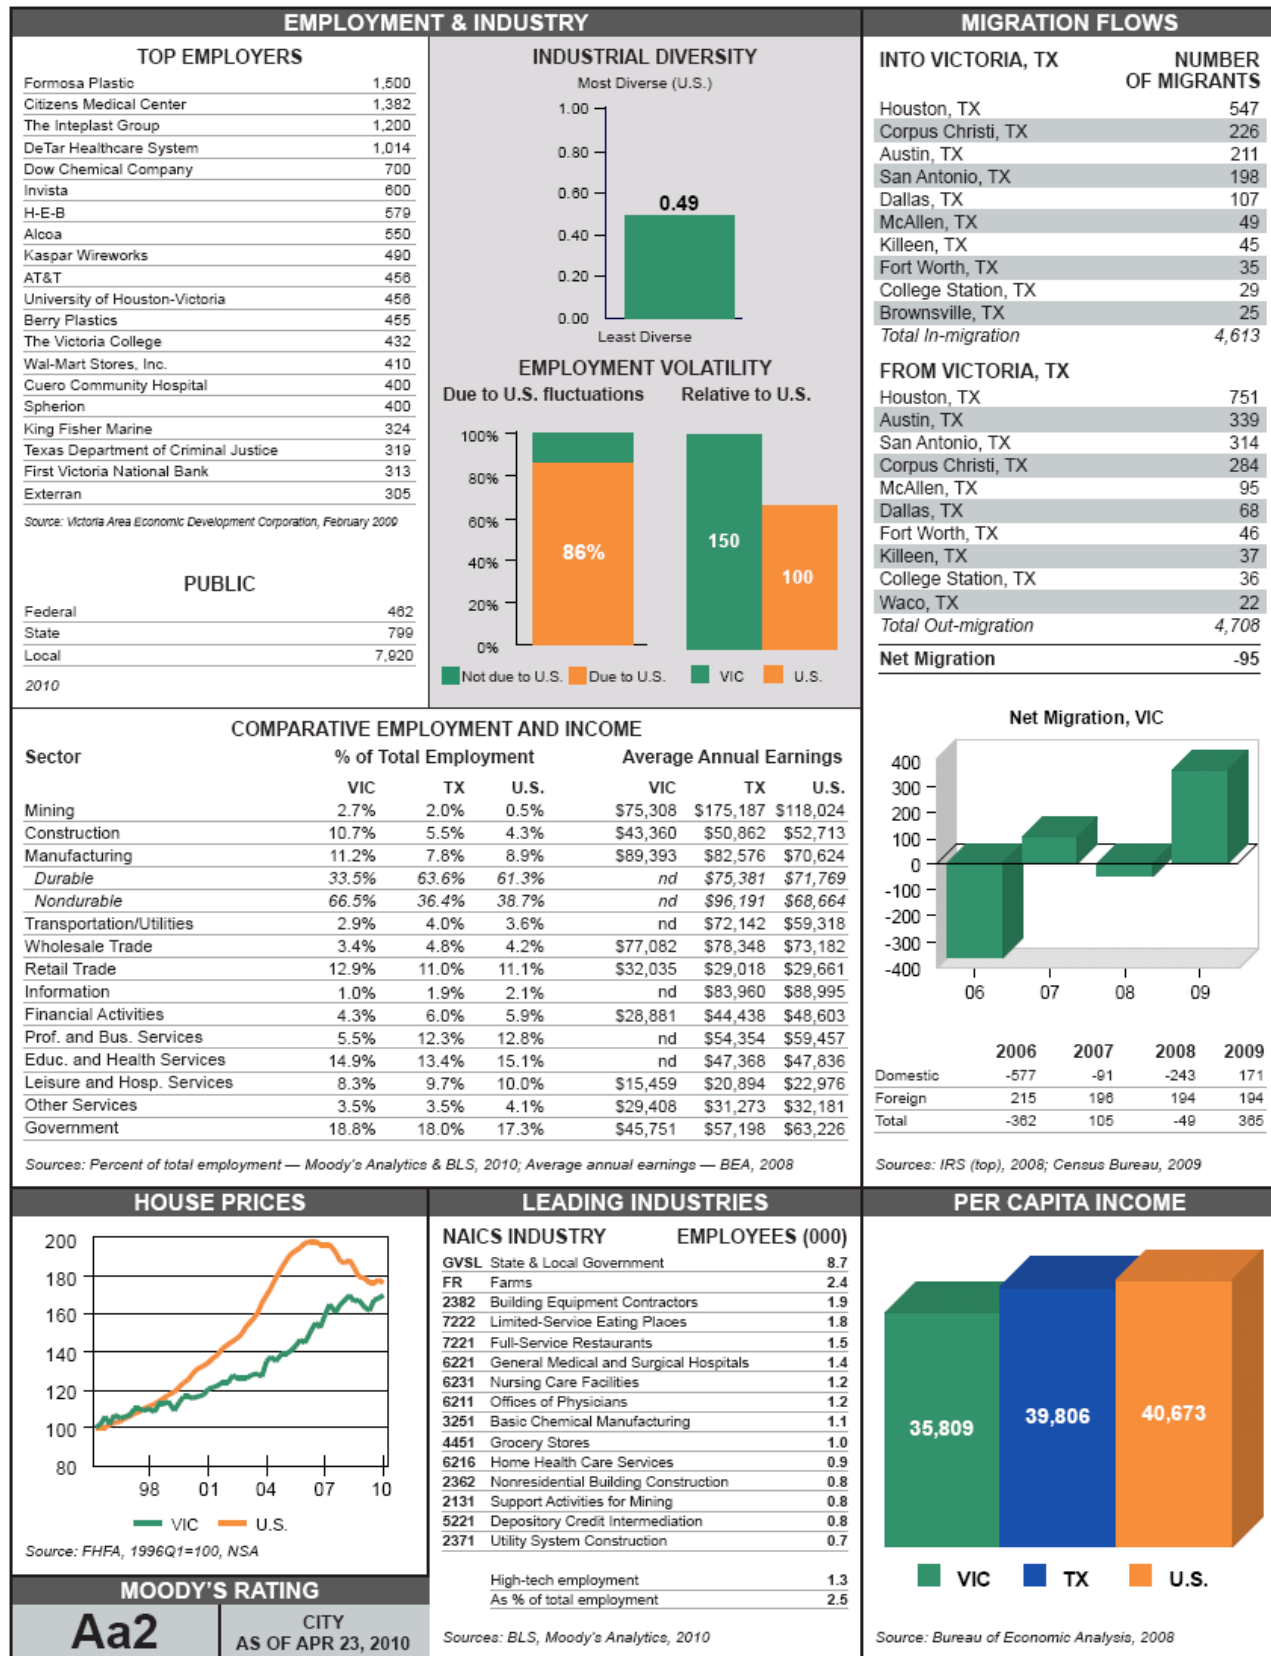 EMPLOYMENT & INDUSTRY
TOP EMPLOYERS
Formosa Plastic 1,500
Citizens Medical Center 1,382
The Inteplast Group 1,200
DeTar Healthcare System 1,014
Dow Chemical Company 700
Invista 600
H-E-B 579
Alcoa 550
Kaspar Wireworks 490
AT&T 456
University of Houston-Victoria 456
Berry Plastics 455
The Victoria College 432
Wal-Mart Stores, Inc. 410
Cuero Community Hospital 400
Spherion 400
King Fisher Marine 324
Texas Department of Criminal Justice 319
First Victoria National Bank 313
Exterran 305
Source: Victoria Area Economic Development Corporation, February 2009
PUBLIC
Federal 462
State 799
Local 7,920
2010
INDUSTRIAL DIVERSITY
Most Diverse (U.S.)
1.00
0.80
0.60
0.49
0.40
0.20
0.00
Least Diverse
EMPLOYMENT VOLATILITY
Due to U.S. fluctuations Relative to U.S.
100%
80%
60%
40%
20%
0%
86%
150
100
Not due to U.S. Due to U.S. VIC U.S.
MIGRATION FLOWS
INTO VICTORIA, TX NUMBER
OF MIGRANTS
Houston, TX 547
Corpus Christi, TX 226
Austin, TX 211
San Antonio, TX 198
Dallas, TX 107
McAllen, TX 49
Killeen, TX 45
Fort Worth, TX 35
College Station, TX 29
Brownsville, TX 25
Total In-migration 4,613
FROM VICTORIA, TX
Houston, TX 751
Austin, TX 339
San Antonio, TX 314
Corpus Christi, TX 284
McAllen, TX 95
Dallas, TX 68
Fort Worth, TX 46
Killeen, TX 37
College Station, TX 36
Waco, TX 22
Total Out-migration 4,708
Net Migration -95
Net Migration, VIC
400
300
200
100
0
-100
-200
-300
-400
06 07 08 09
2006 2007 2008 2009
Domestic -577 -91 -243 171
Foreign 215 196 194 194
Total -362 105 -49 365
Sources: IRS (top), 2008; Census Bureau, 2009
COMPARATIVE EMPLOYMENT AND INCOME
Sector % of Total Employment Average Annual Earnings
VIC TX U.S. VIC TX U.S.
Mining 2.7% 2.0% 0.5% $75,308 $175,187 $118,024
Construction 10.7% 5.5% 4.3% $43,360 $50,862 $52,713
Manufacturing 11.2% 7.8% 8.9% $89,393 $82,576 $70,624
Durable 33.5% 63.6% 61.3% nd $75,381 $71,769
Nondurable 66.5% 36.4% 38.7% nd $96,191 $68,664
Transportation/Utilities 2.9% 4.0% 3.6% nd $72,142 $59,318
Wholesale Trade 3.4% 4.8% 4.2% $77,082 $78,348 $73,182
Retail Trade 12.9% 11.0% 11.1% $32,035 $29,018 $29,661
Information 1.0% 1.9% 2.1% nd $83,960 $88,995
Financial Activities 4.3% 6.0% 5.9% $28,881 $44,438 $48,603
Prof. and Bus. Services 5.5% 12.3% 12.8% nd $54,354 $59,457
Educ. and Health Services 14.9% 13.4% 15.1% nd $47,368 $47,836
Leisure and Hosp. Services 8.3% 9.7% 10.0% $15,459 $20,894 $22,976
Other Services 3.5% 3.5% 4.1% $29,408 $31,273 $32,181
Government 18.8% 18.0% 17.3% $45,751 $57,198 $63,226
Sources: Percent of total employment — Moody's Analytics & BLS, 2010; Average annual earnings — BEA, 2008
HOUSE PRICES
200
180
160
140
120
100
80
98 01 04 07 10
VIC U.S.
Source: FHFA, 1996Q1=100, NSA
MOODY'S RATING
Aa2
CITY
AS OF APR 23, 2010
LEADING INDUSTRIES
NAICS INDUSTRY EMPLOYEES (000)
GVSL State & Local Government 8.7
FR Farms 2.4
2382 Building Equipment Contractors 1.9
7222 Limited-Service Eating Places 1.8
7221 Full-Service Restaurants 1.5
6221 General Medical and Surgical Hospitals 1.4
6231 Nursing Care Facilities 1.2
6211 Offices of Physicians 1.2
3251 Basic Chemical Manufacturing 1.1
4451 Grocery Stores 1.0
6216 Home Health Care Services 0.9
2362 Nonresidential Building Construction 0.8
2131 Support Activities for Mining 0.8
5221 Depository Credit Intermediation 0.8
2371 Utility System Construction 0.7
High-tech employment 1.3
As % of total employment 2.5
Sources: BLS, Moody's Analytics, 2010
PER CAPITA INCOME
35,809
39,806
40,673
VIC TX U.S.
Source: Bureau of Economic Analysis, 2008